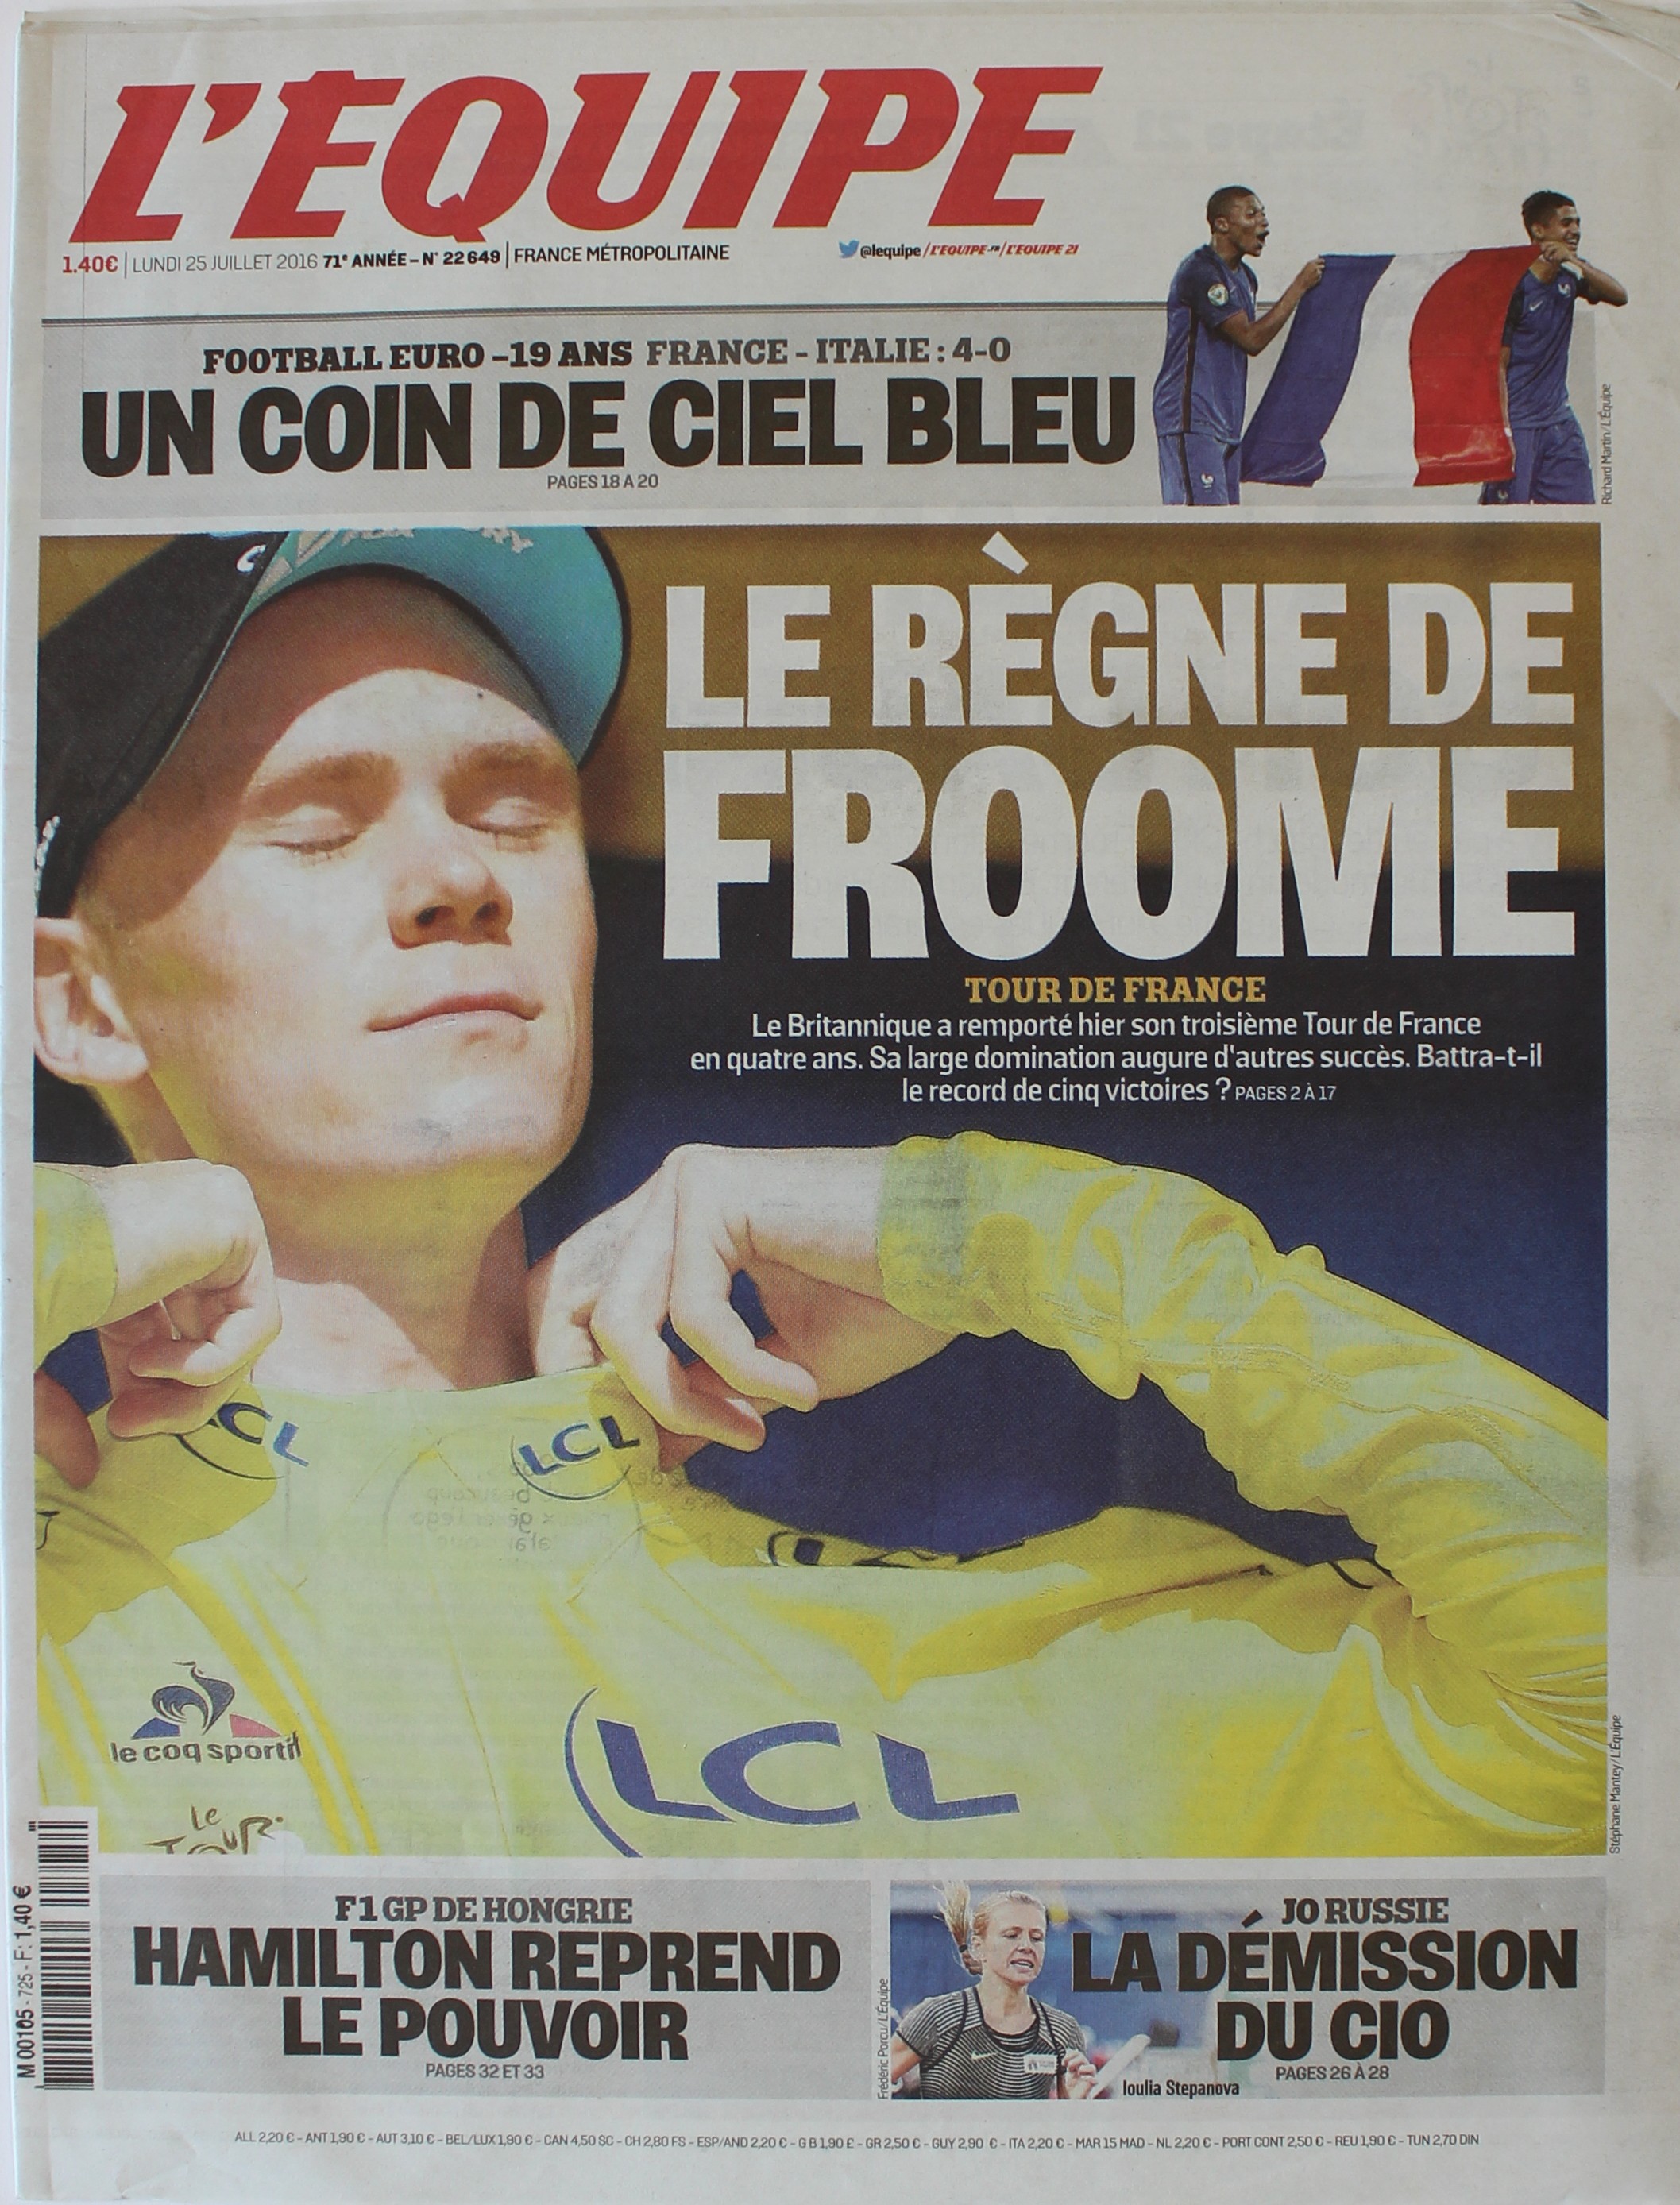 L'ÉQUIPE
1.40€ | LUNDI 25 JUILLET 2016 71e ANNÉE – N° 22 649 | FRANCE MÉTROPOLITAINE
@lequipe / L'EQUIPE.FR / L'EQUIPE 21
FOOTBALL EURO –19 ANS FRANCE - ITALIE : 4-0
UN COIN DE CIEL BLEU
PAGES 18 A 20
Richard Martin/L'Équipe
LE RÈGNE DE
FROOME
TOUR DE FRANCE
Le Britannique a remporté hier son troisième Tour de France
en quatre ans. Sa large domination augure d'autres succès. Battra-t-il
le record de cinq victoires ? PAGES 2 À 17
CL
LCL
le coq sportif
LCL
Le
TOUR
Stéphane Mantey/L'Équipe
M 00105 - 725 - F: 1,40 €
F1 GP DE HONGRIE
HAMILTON REPREND
LE POUVOIR
PAGES 32 ET 33
Frédéric Porcu/L'Équipe
JO RUSSIE
LA DÉMISSION
DU CIO
PAGES 26 À 28
Ioulia Stepanova
ALL 2,20 € - ANT 1,90 € - AUT 3,10 € - BEL/LUX 1,90 € - CAN 4,50 $C - CH 2,80 FS - ESP/AND 2,20 € - G B 1,90 £ - GR 2,50 € - GUY 2,90 € - ITA 2,20 € - MAR 15 MAD - NL 2,20 € - PORT CONT 2,50 € - REU 1,90 € - TUN 2,70 DIN